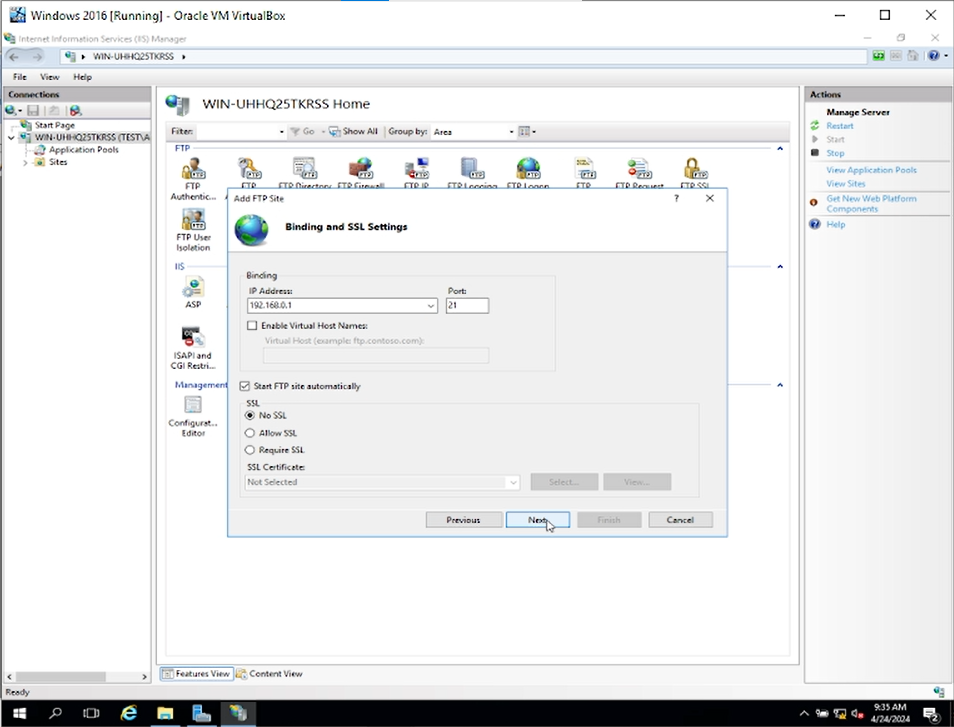 Windows 2016 [Running] - Oracle VM VirtualBox
Internet Information Services (IIS) Manager
WIN-UHHQ25TKRSS
File View Help
Connections
Start Page
WIN-UHHQ25TKRSS (TEST\A
Application Pools
Sites
WIN-UHHQ25TKRSS Home
Filter: Go Show All Group by: Area
FTP
FTP Authentic...
FTP
FTP Directory
FTP Firewall
FTP IP
FTP Logging
FTP Logon
FTP
FTP Request
FTP SSL
FTP User Isolation
IIS
ASP
ISAPI and CGI Restri...
Management
Configurat... Editor
Add FTP Site
?
Binding and SSL Settings
Binding
IP Address: Port:
192.168.0.1 21
Enable Virtual Host Names:
Virtual Host (example: ftp.contoso.com):
Start FTP site automatically
SSL
No SSL
Allow SSL
Require SSL
SSL Certificate:
Not Selected Select... View...
Previous Next Finish Cancel
Features View Content View
Actions
Manage Server
Restart
Start
Stop
View Application Pools
View Sites
Get New Web Platform Components
Help
Ready
9:35 AM
4/24/2024
2